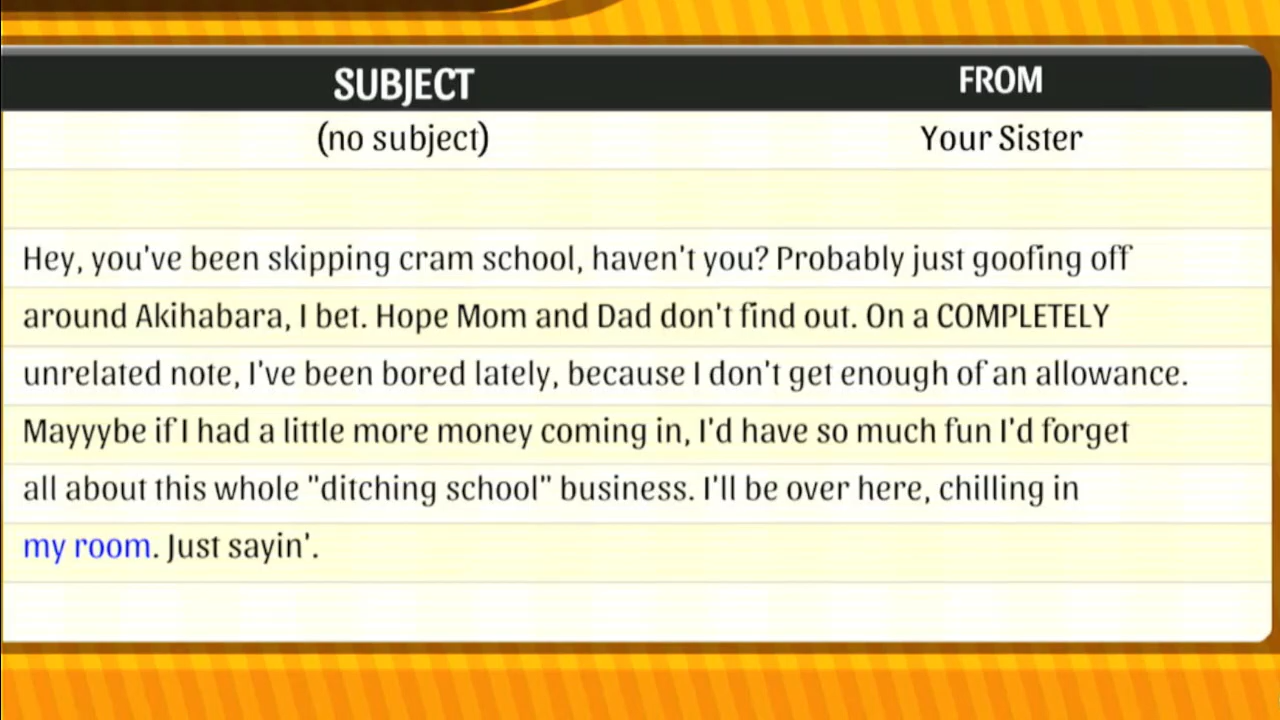 SUBJECT FROM
(no subject) Your Sister
Hey, you've been skipping cram school, haven't you? Probably just goofing off
around Akihabara, I bet. Hope Mom and Dad don't find out. On a COMPLETELY
unrelated note, I've been bored lately, because I don't get enough of an allowance.
Mayyybe if I had a little more money coming in, I'd have so much fun I'd forget
all about this whole "ditching school" business. I'll be over here, chilling in
my room. Just sayin'.